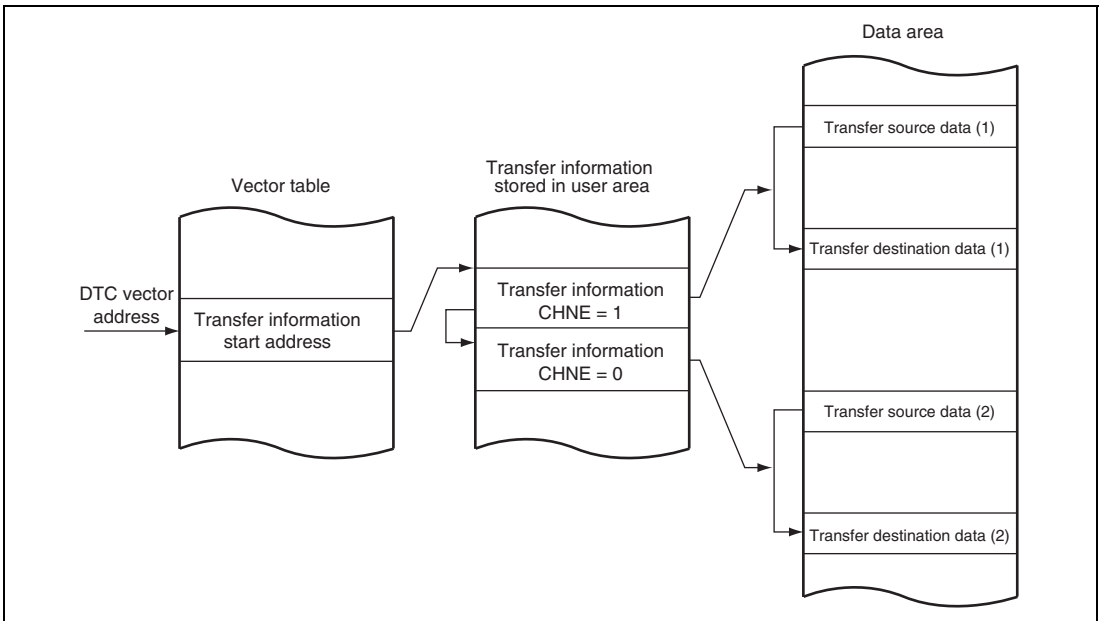 Data area
Transfer source data (1)
Transfer information
stored in user area
Vector table
Transfer destination data (1)
DTC vector
address
Transfer information
start address
Transfer information
CHNE = 1
Transfer information
CHNE = 0
Transfer source data (2)
Transfer destination data (2)